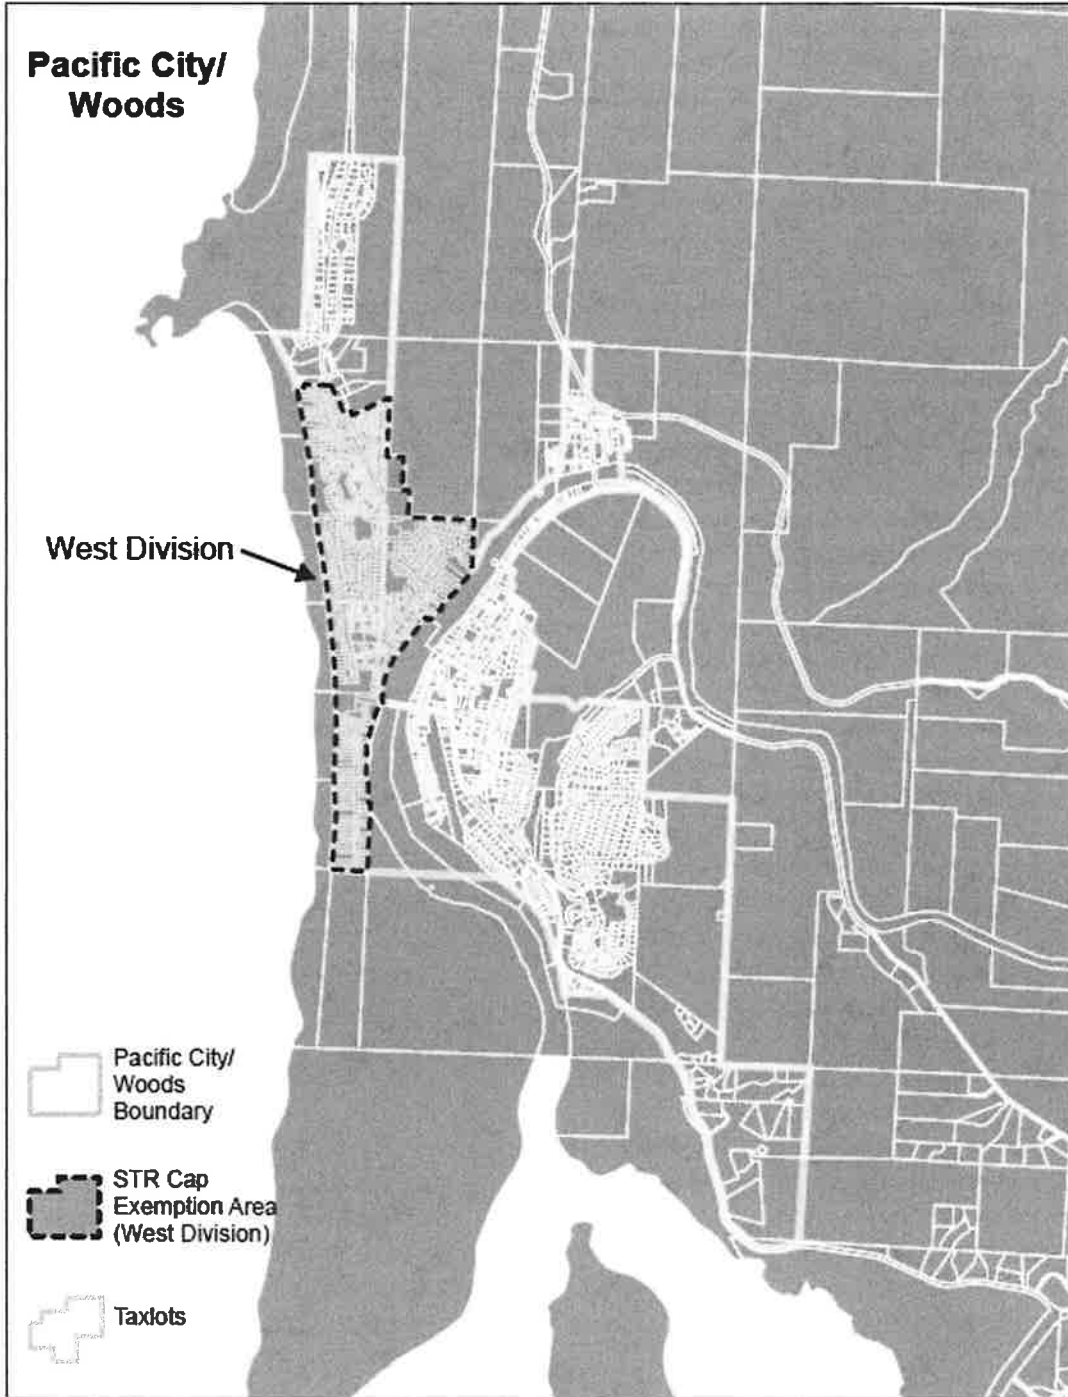 Pacific City/
Woods
West Division
Pacific City/
Woods
Boundary
STR Cap
Exemption Area
(West Division)
Taxlots